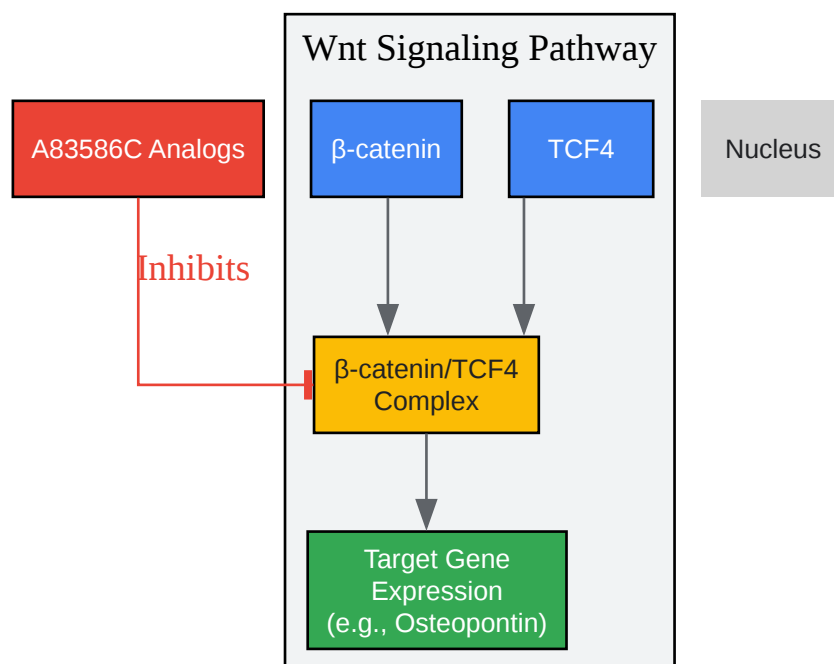 Wnt Signaling Pathway
A83586C Analogs
β-catenin
TCF4
Nucleus
Inhibits
β-catenin/TCF4
Complex
Target Gene
Expression
(e.g., Osteopontin)